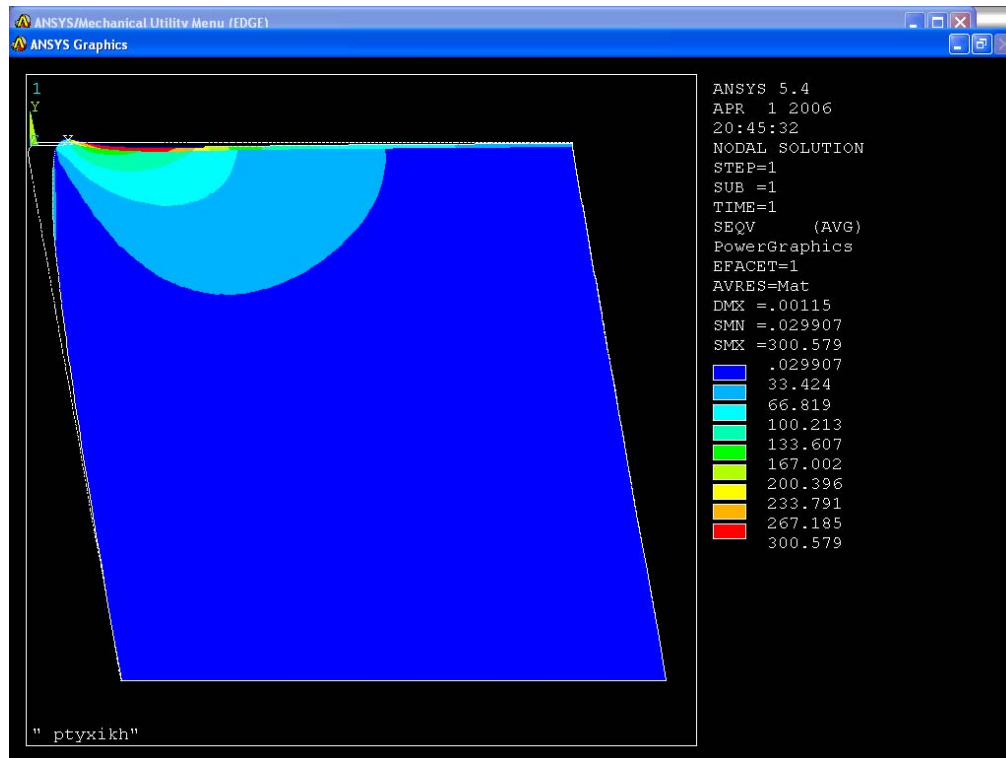 ANSYS/Mechanical Utility Menu (EDGE)
ANSYS Graphics
1
Y
X
ANSYS 5.4
APR 1 2006
20:45:32
NODAL SOLUTION
STEP=1
SUB =1
TIME=1
SEQV (AVG)
PowerGraphics
EFACET=1
AVRES=Mat
DMX =.00115
SMN =.029907
SMX =300.579
.029907
33.424
66.819
100.213
133.607
167.002
200.396
233.791
267.185
300.579
" ptyxikh"